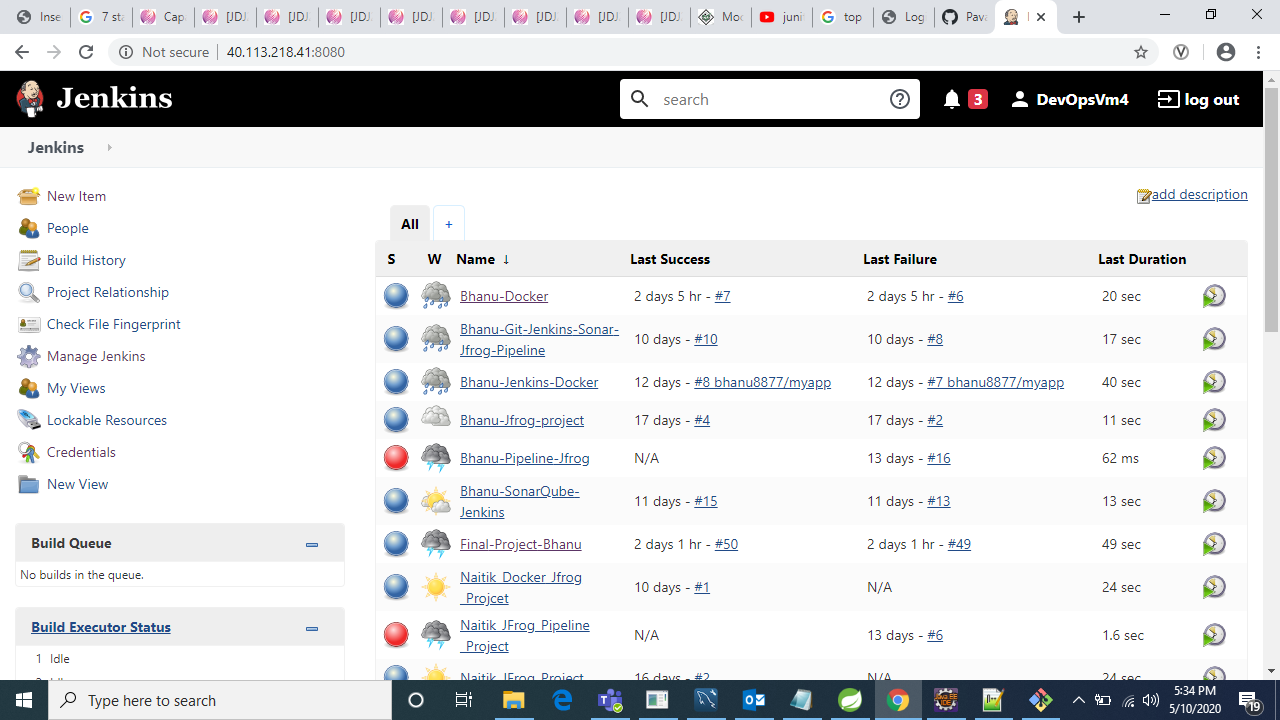 Inse
7 sta
Cap
[JDJ
[JDJ
[JDJ
[JDJ
[JDJ
[JDJ
[JDJ
[JDJ
Moc
juni
top
Log
Pava
Not secure
40.113.218.41:8080
Jenkins
search
3
DevOpsVm4
log out
Jenkins
New Item
People
Build History
Project Relationship
Check File Fingerprint
Manage Jenkins
My Views
Lockable Resources
Credentials
New View
Build Queue
No builds in the queue.
Build Executor Status
1 Idle
add description
All +
S W Name ↓ Last Success Last Failure Last Duration
Bhanu-Docker 2 days 5 hr - #7 2 days 5 hr - #6 20 sec
Bhanu-Git-Jenkins-Sonar-
Jfrog-Pipeline 10 days - #10 10 days - #8 17 sec
Bhanu-Jenkins-Docker 12 days - #8 bhanu8877/myapp 12 days - #7 bhanu8877/myapp 40 sec
Bhanu-Jfrog-project 17 days - #4 17 days - #2 11 sec
Bhanu-Pipeline-Jfrog N/A 13 days - #16 62 ms
Bhanu-SonarQube-
Jenkins 11 days - #15 11 days - #13 13 sec
Final-Project-Bhanu 2 days 1 hr - #50 2 days 1 hr - #49 49 sec
Naitik_Docker_Jfrog
_Projcet 10 days - #1 N/A 24 sec
Naitik_JFrog_Pipeline
_Project N/A 13 days - #6 1.6 sec
Naitik_JFrog_Project 16 days - #2 N/A 24 sec
Type here to search
5:34 PM
5/10/2020
19